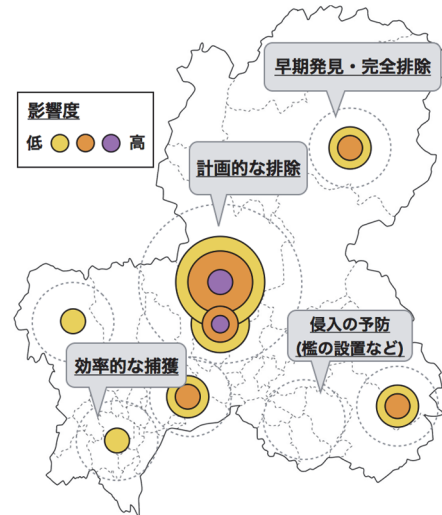 早期発見・完全排除
影響度
低 高
計画的な排除
侵入の予防
(檻の設置など)
効率的な捕獲